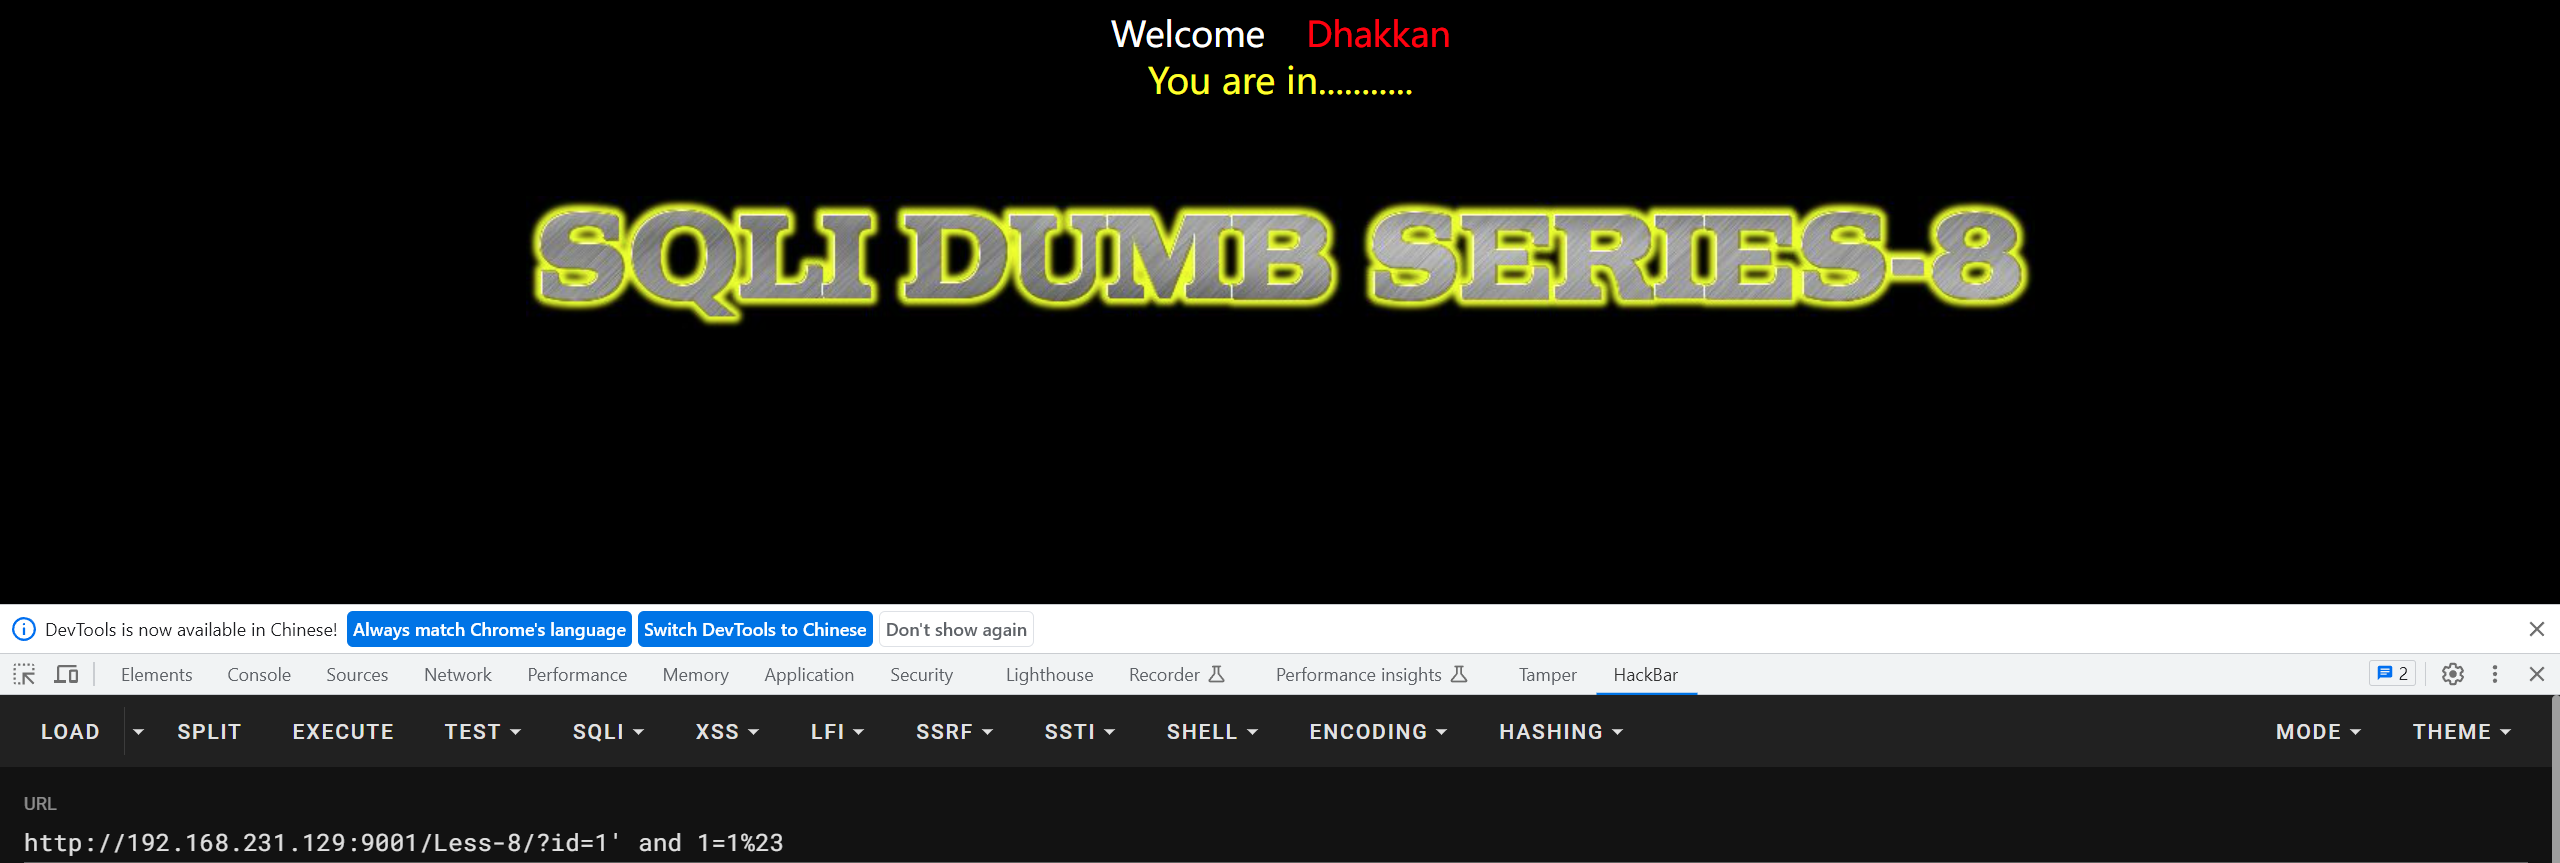 Welcome Dhakkan
You are in...........
SQLI DUMB SERIES-8
DevTools is now available in Chinese! Always match Chrome's language Switch DevTools to Chinese Don't show again
Elements Console Sources Network Performance Memory Application Security Lighthouse Recorder Performance insights Tamper HackBar 2
LOAD SPLIT EXECUTE TEST SQLI XSS LFI SSRF SSTI SHELL ENCODING HASHING MODE THEME
URL
http://192.168.231.129:9001/Less-8/?id=1' and 1=1%23